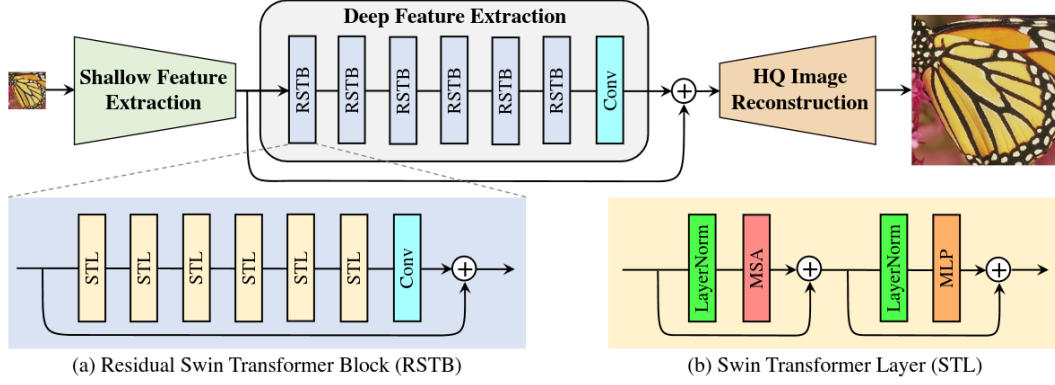 Deep Feature Extraction
Shallow Feature
Extraction
RSTB
RSTB
RSTB
RSTB
RSTB
RSTB
Conv
+
HQ Image
Reconstruction
STL
STL
STL
STL
STL
STL
Conv
+
LayerNorm
MSA
+
LayerNorm
MLP
+
(a) Residual Swin Transformer Block (RSTB)
(b) Swin Transformer Layer (STL)